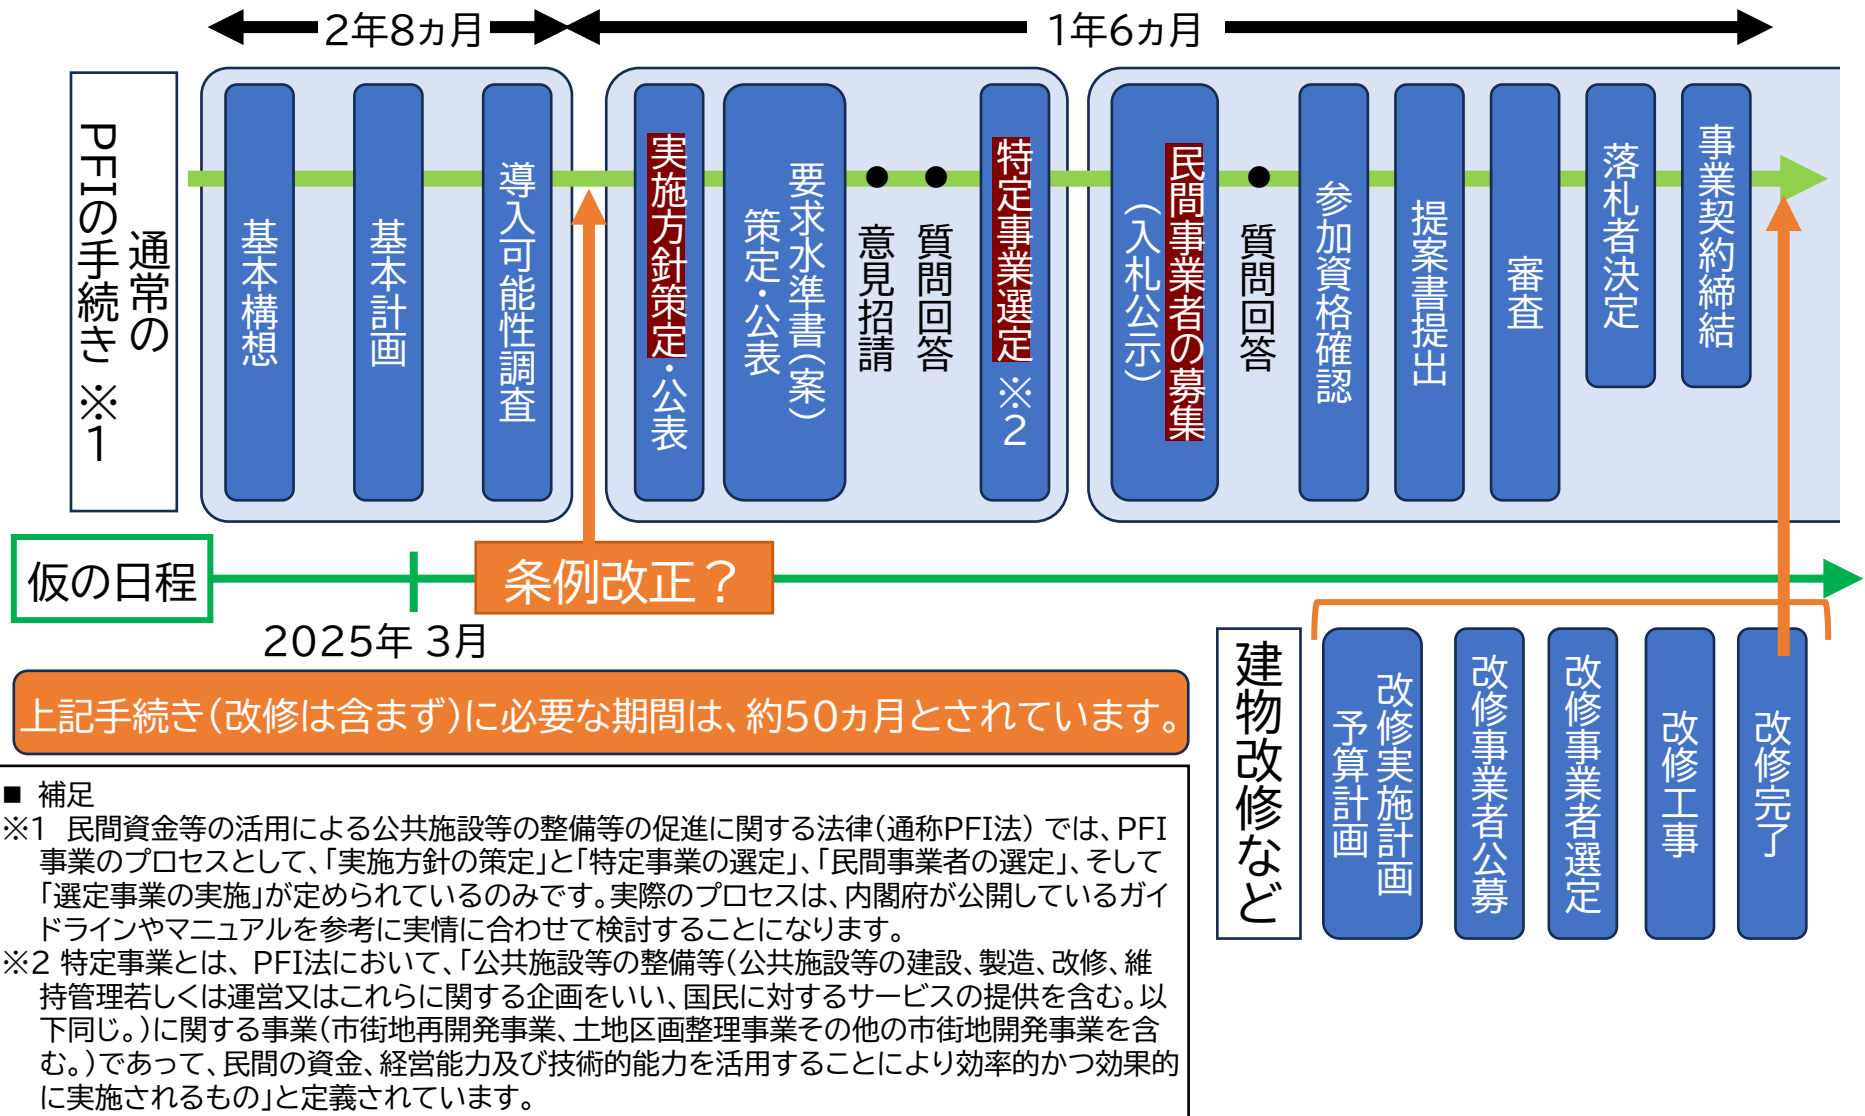 2年8ヵ月
1年6ヵ月
通常の
PFIの手続き ※1
基本構想
基本計画
導入可能性調査
実施方針策定・公表
要求水準書(案)
策定・公表
意見招請
質問回答
特定事業選定 ※2
民間事業者の募集
(入札公示)
質問回答
参加資格確認
提案書提出
審査
落札者決定
事業契約締結
仮の日程
条例改正？
2025年 3月
上記手続き(改修は含まず)に必要な期間は、約50ヵ月とされています。
建物改修など
改修実施計画
予算計画
改修事業者公募
改修事業者選定
改修工事
改修完了
■ 補足
※1 民間資金等の活用による公共施設等の整備等の促進に関する法律(通称PFI法) では、PFI
事業のプロセスとして、「実施方針の策定」と「特定事業の選定」、「民間事業者の選定」、そして
「選定事業の実施」が定められているのみです。実際のプロセスは、内閣府が公開しているガイ
ドラインやマニュアルを参考に実情に合わせて検討することになります。
※2 特定事業とは、PFI法において、「公共施設等の整備等(公共施設等の建設、製造、改修、維
持管理若しくは運営又はこれらに関する企画をいい、国民に対するサービスの提供を含む。以
下同じ。)に関する事業(市街地再開発事業、土地区画整理事業その他の市街地開発事業を含
む。)であって、民間の資金、経営能力及び技術的能力を活用することにより効率的かつ効果的
に実施されるもの」と定義されています。